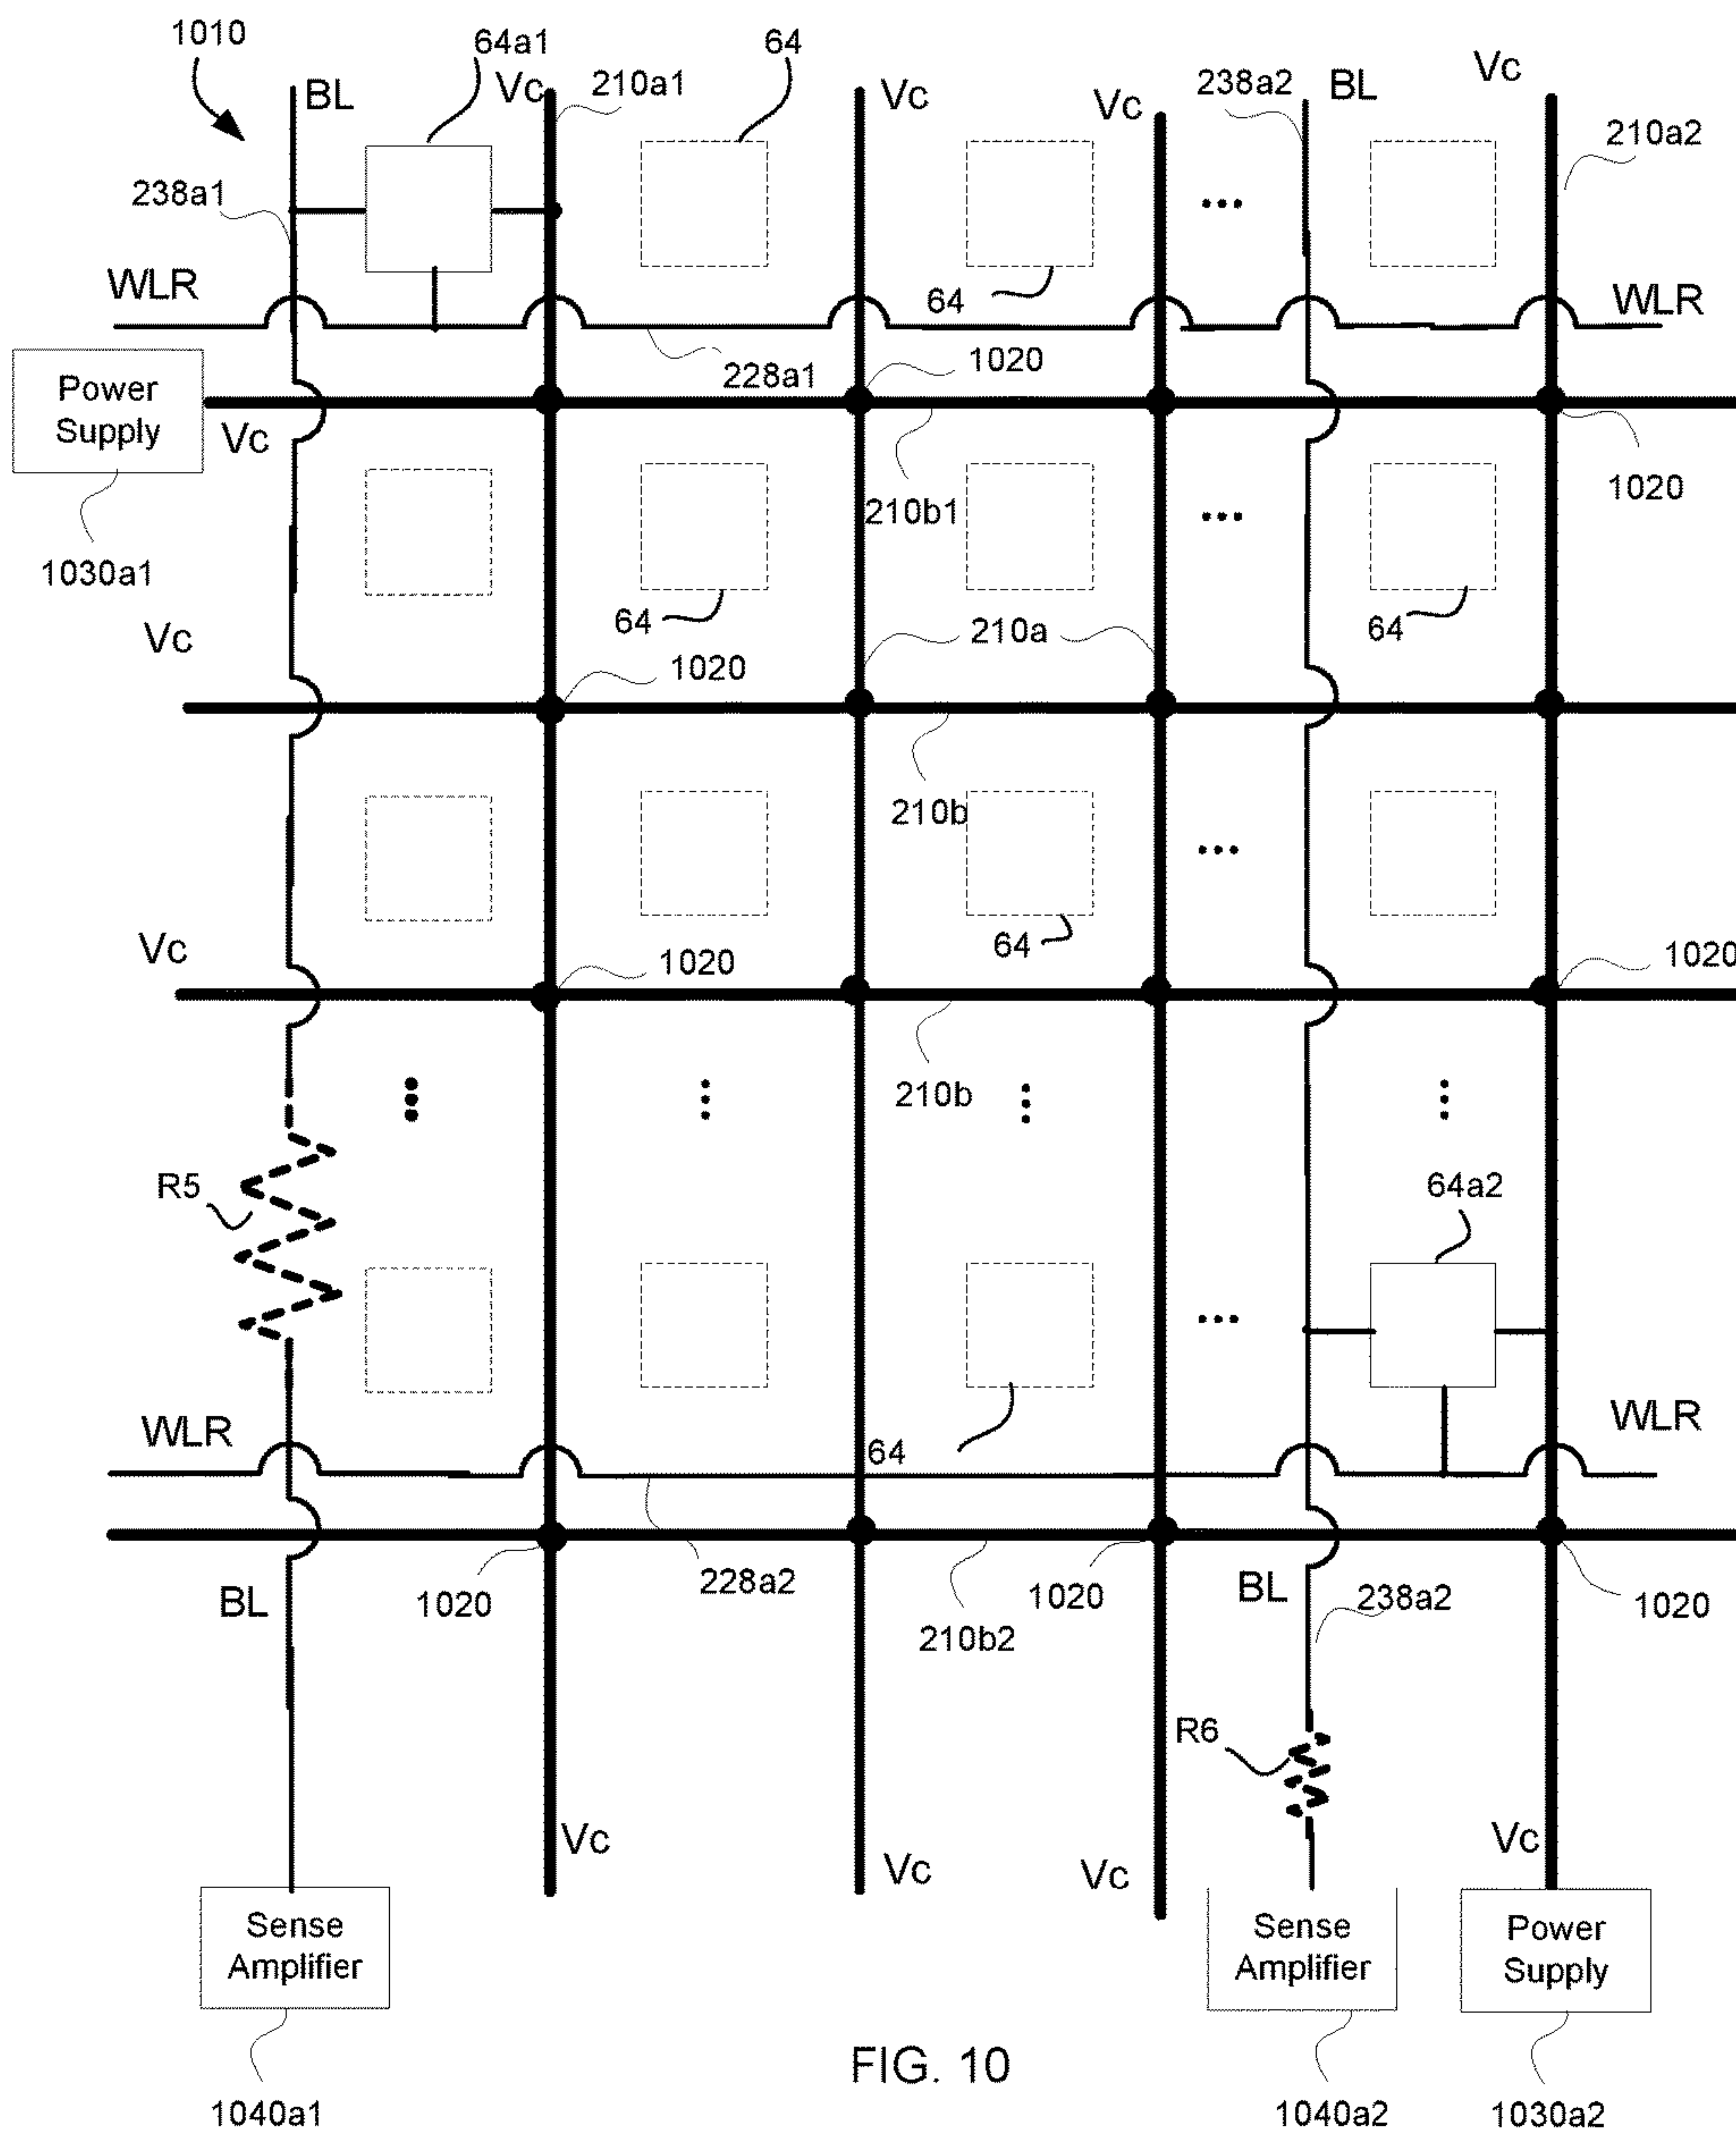 1010
64a1
64
BL
Vc
210a1
Vc
Vc
238a2
BL
Vc
210a2
238a1
WLR
64
WLR
Power
Supply
Vc
228a1
1020
210b1
1020
1030a1
64
64
Vc
210a
1020
210b
64
Vc
1020
1020
210b
R5
64a2
WLR
64
WLR
BL
1020
228a2
210b2
1020
BL
238a2
1020
R6
Vc
Vc
Vc
Vc
Sense
Amplifier
Sense
Amplifier
Power
Supply
FIG. 10
1040a1
1040a2
1030a2